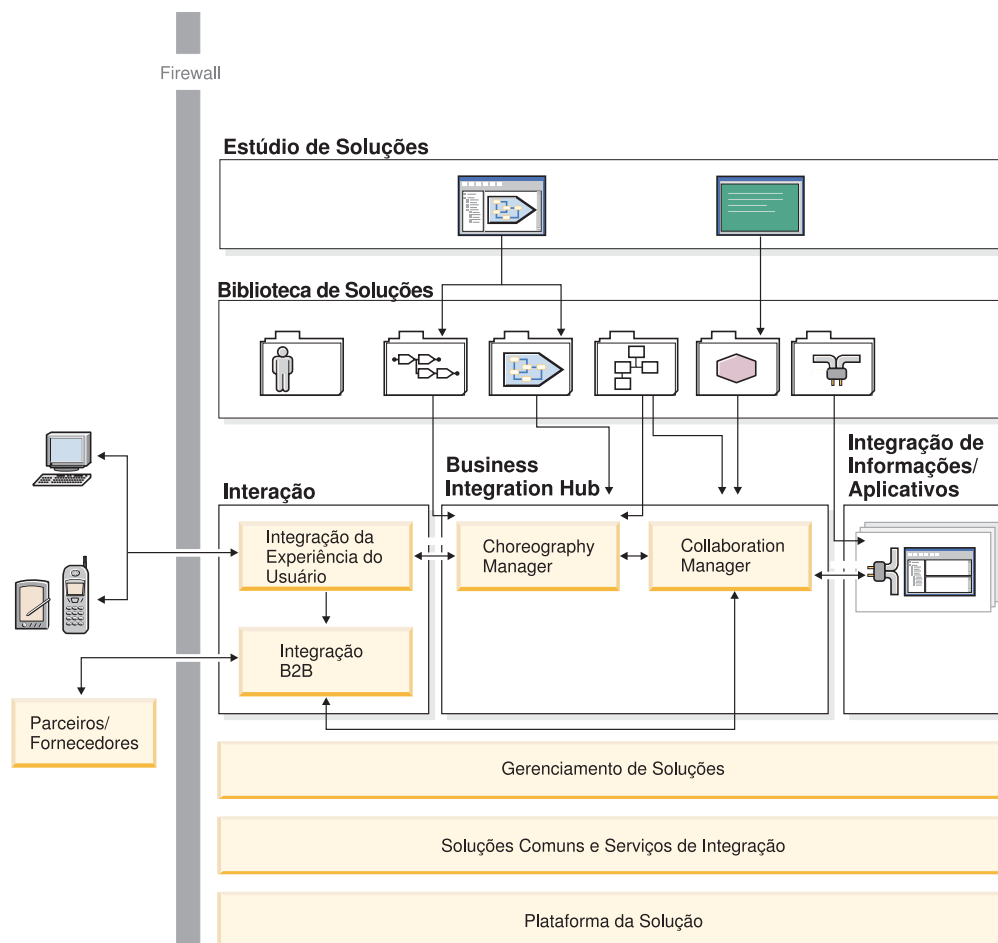 Firewall
Estúdio de Soluções
Biblioteca de Soluções
Integração de
Informações/
Aplicativos
Business
Integration Hub
Interação
Integração da
Experiência do
Usuário
Choreography
Manager
Collaboration
Manager
Integração
B2B
Parceiros/
Fornecedores
Gerenciamento de Soluções
Soluções Comuns e Serviços de Integração
Plataforma da Solução